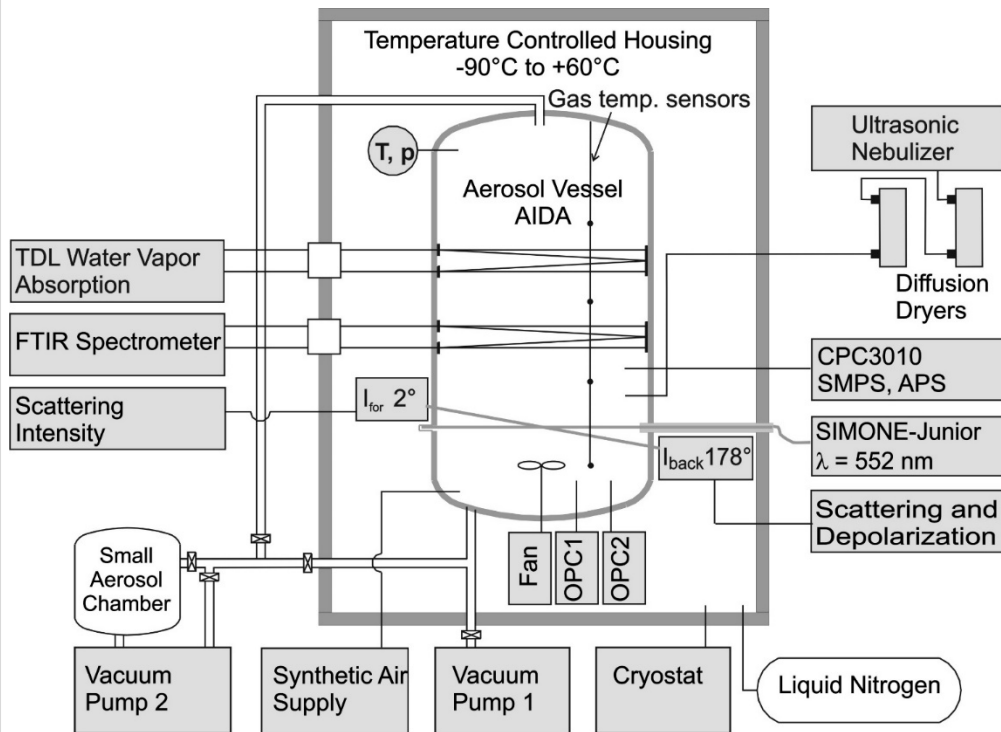 Temperature Controlled Housing
-90°C to +60°C
Gas temp. sensors
T, p
Aerosol Vessel
AIDA
Ultrasonic
Nebulizer
Diffusion
Dryers
TDL Water Vapor
Absorption
FTIR Spectrometer
Scattering
Intensity
I_for 2°
CPC3010
SMPS, APS
SIMONE-Junior
λ = 552 nm
I_back 178°
Scattering and
Depolarization
Fan
OPC1
OPC2
Small
Aerosol
Chamber
Vacuum
Pump 2
Synthetic Air
Supply
Vacuum
Pump 1
Cryostat
Liquid Nitrogen